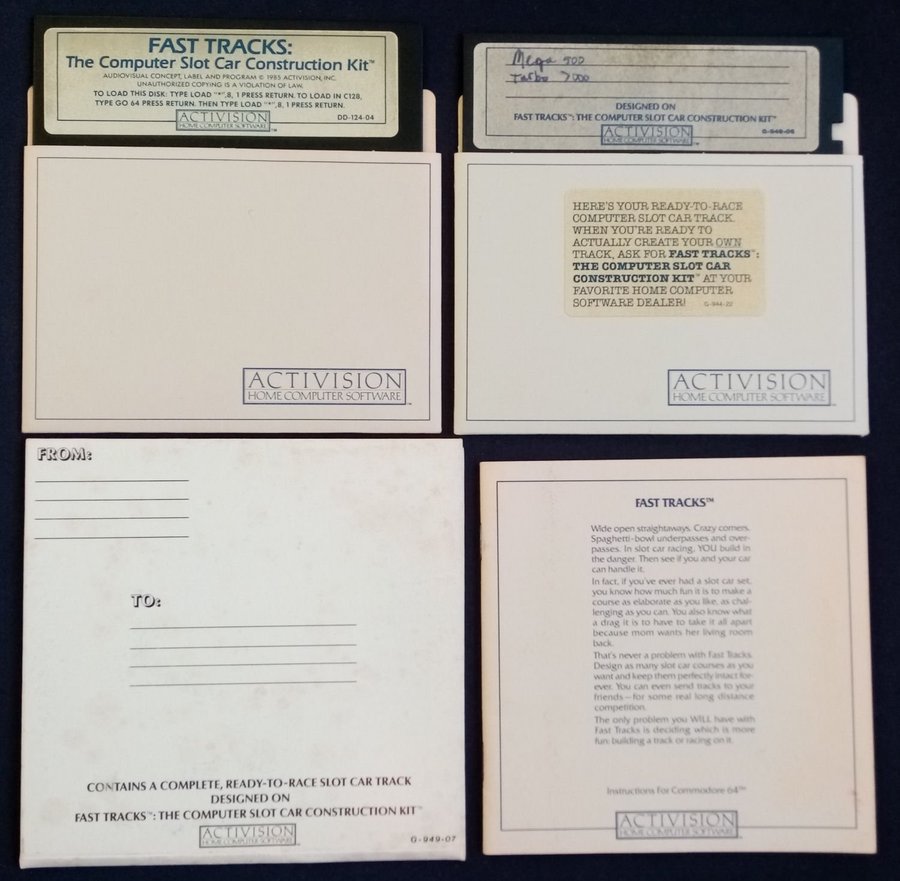 FAST TRACKS:
The Computer Slot Car Construction Kit™
AUDIOVISUAL CONCEPT, LABEL AND PROGRAM © 1985 ACTIVISION, INC.
UNAUTHORIZED COPYING IS A VIOLATION OF LAW.
TO LOAD THIS DISK: TYPE LOAD "*",8, 1 PRESS RETURN. TO LOAD IN C128,
TYPE GO 64 PRESS RETURN. THEN TYPE LOAD "*",8, 1 PRESS RETURN.
ACTIVISION
HOME COMPUTER SOFTWARE™
DD-124-04
ACTIVISION
HOME COMPUTER SOFTWARE™
Mega 500
Turbo 7000
DESIGNED ON
FAST TRACKS™: THE COMPUTER SLOT CAR CONSTRUCTION KIT™
ACTIVISION
HOME COMPUTER SOFTWARE™
HERE'S YOUR READY-TO-RACE
COMPUTER SLOT CAR TRACK.
WHEN YOU'RE READY TO
ACTUALLY CREATE YOUR OWN
TRACK, ASK FOR FAST TRACKS™:
THE COMPUTER SLOT CAR
CONSTRUCTION KIT™ AT YOUR
FAVORITE HOME COMPUTER
SOFTWARE DEALER!
G-944-22
ACTIVISION
HOME COMPUTER SOFTWARE™
FROM:
TO:
CONTAINS A COMPLETE, READY-TO-RACE SLOT CAR TRACK
DESIGNED ON
FAST TRACKS™: THE COMPUTER SLOT CAR CONSTRUCTION KIT™
ACTIVISION
HOME COMPUTER SOFTWARE™
G-949-07
FAST TRACKS™
Wide open straightaways. Crazy corners.
Spaghetti-bowl underpasses and over-
passes. In slot car racing, YOU build in
the danger. Then see if you and your car
can handle it.
In fact, if you've ever had a slot car set,
you know how much fun it is to make a
course as elaborate as you like, as chal-
lenging as you can. You also know what
a drag it is to have to take it all apart
because mom wants her living room
back.
That's never a problem with Fast Tracks.
Design as many slot car courses as you
want and keep them perfectly intact for-
ever. You can even send tracks to your
friends—for some real long distance
competition.
The only problem you WILL have with
Fast Tracks is deciding which is more
fun: building a track or racing on it.
Instructions For Commodore 64™
ACTIVISION
HOME COMPUTER SOFTWARE™